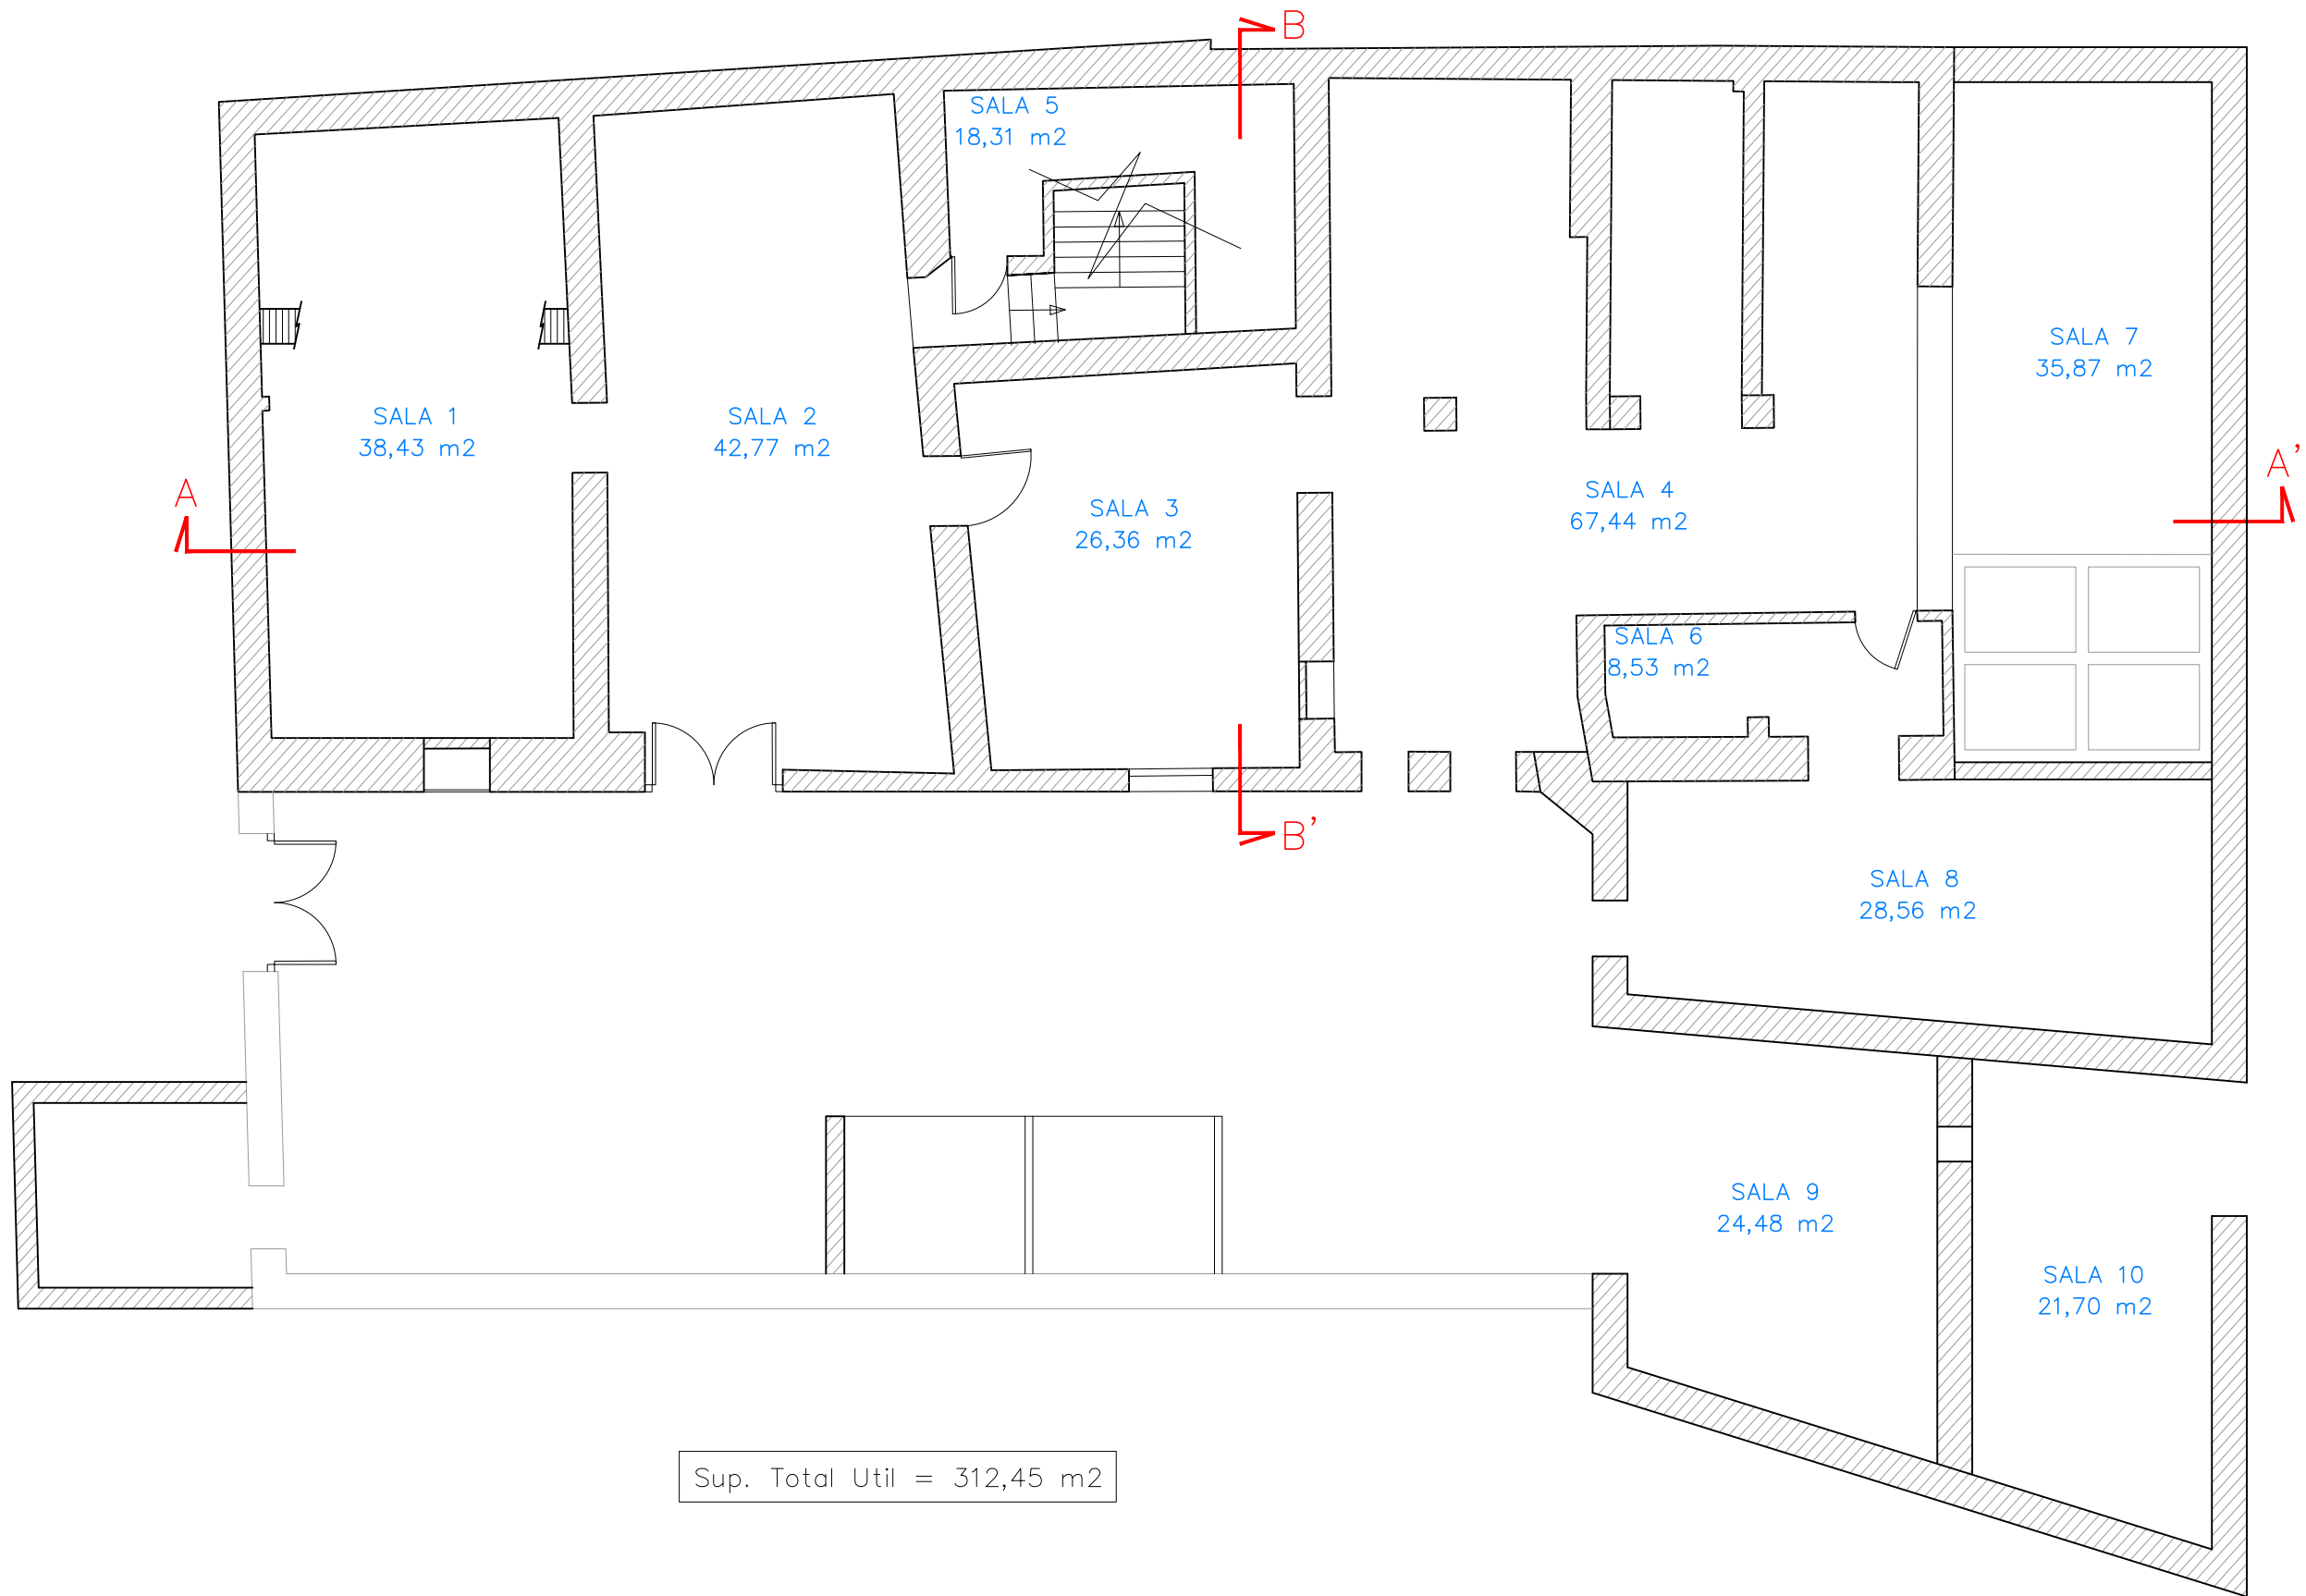 B
SALA 5
18,31 m2
SALA 7
35,87 m2
SALA 1
38,43 m2
SALA 2
42,77 m2
A
A'
SALA 3
26,36 m2
SALA 4
67,44 m2
SALA 6
8,53 m2
B'
SALA 8
28,56 m2
SALA 9
24,48 m2
SALA 10
21,70 m2
Sup. Total Util = 312,45 m2